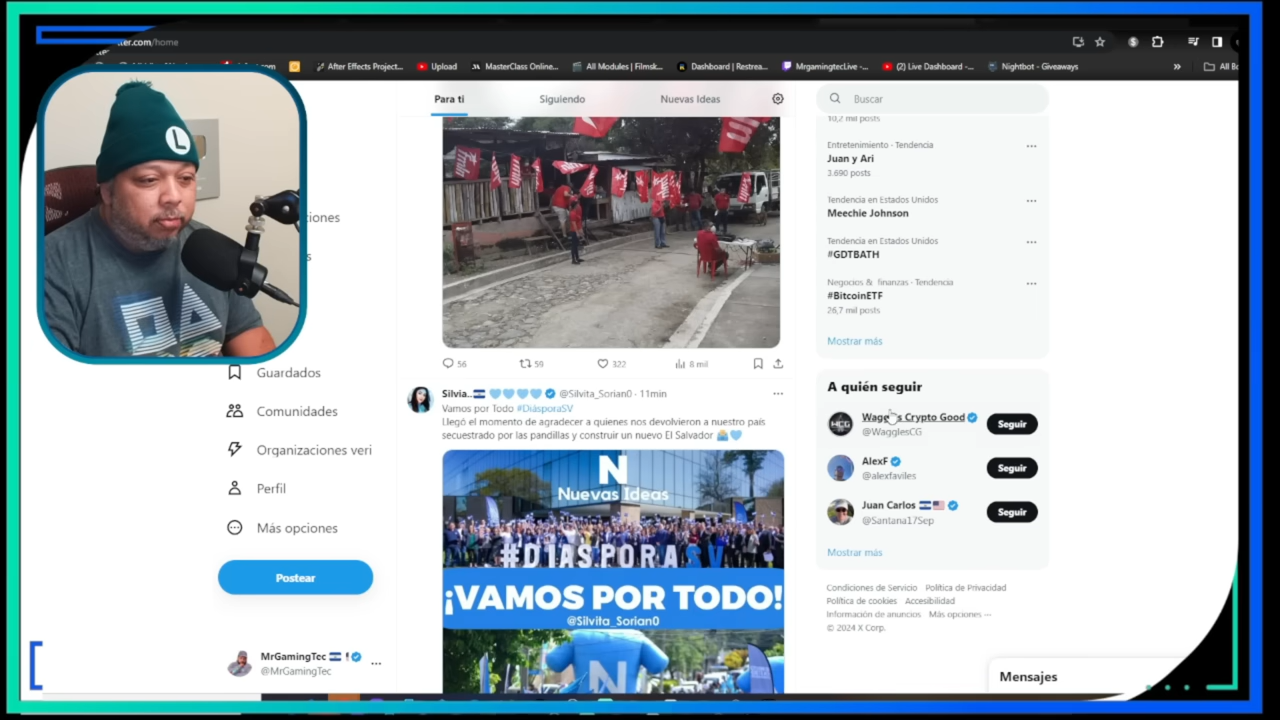 ter.com/home
After Effects Project...
Upload
MasterClass Online...
All Modules | Filmsk...
Dashboard | Restrea...
MrgamingtecLive -...
(2) Live Dashboard -...
Nightbot - Giveaways
»
All Bo
L
iones
s
Guardados
Comunidades
Organizaciones veri
Perfil
Más opciones
Postear
MrGamingTec
@MrGamingTec
Para ti
Siguiendo
Nuevas Ideas
56
59
322
8 mil
Silvia.. @Silvita_Sorian0 · 11min
Vamos por Todo #DiásporaSV
Llegó el momento de agradecer a quienes nos devolvieron a nuestro país
secuestrado por las pandillas y construir un nuevo El Salvador
N
Nuevas Ideas
#DIASPORASV
¡VAMOS POR TODO!
@Silvita_Sorian0
N
Buscar
10,2 mil posts
Entretenimiento · Tendencia
Juan y Ari
3.690 posts
Tendencia en Estados Unidos
Meechie Johnson
Tendencia en Estados Unidos
#GDTBATH
Negocios & finanzas · Tendencia
#BitcoinETF
26,7 mil posts
Mostrar más
A quién seguir
WCG
Waggles Crypto Good
@WagglesCG
Seguir
AlexF
@alexfaviles
Seguir
Juan Carlos
@Santana17Sep
Seguir
Mostrar más
Condiciones de Servicio Política de Privacidad
Política de cookies Accesibilidad
Información de anuncios Más opciones ···
© 2024 X Corp.
Mensajes